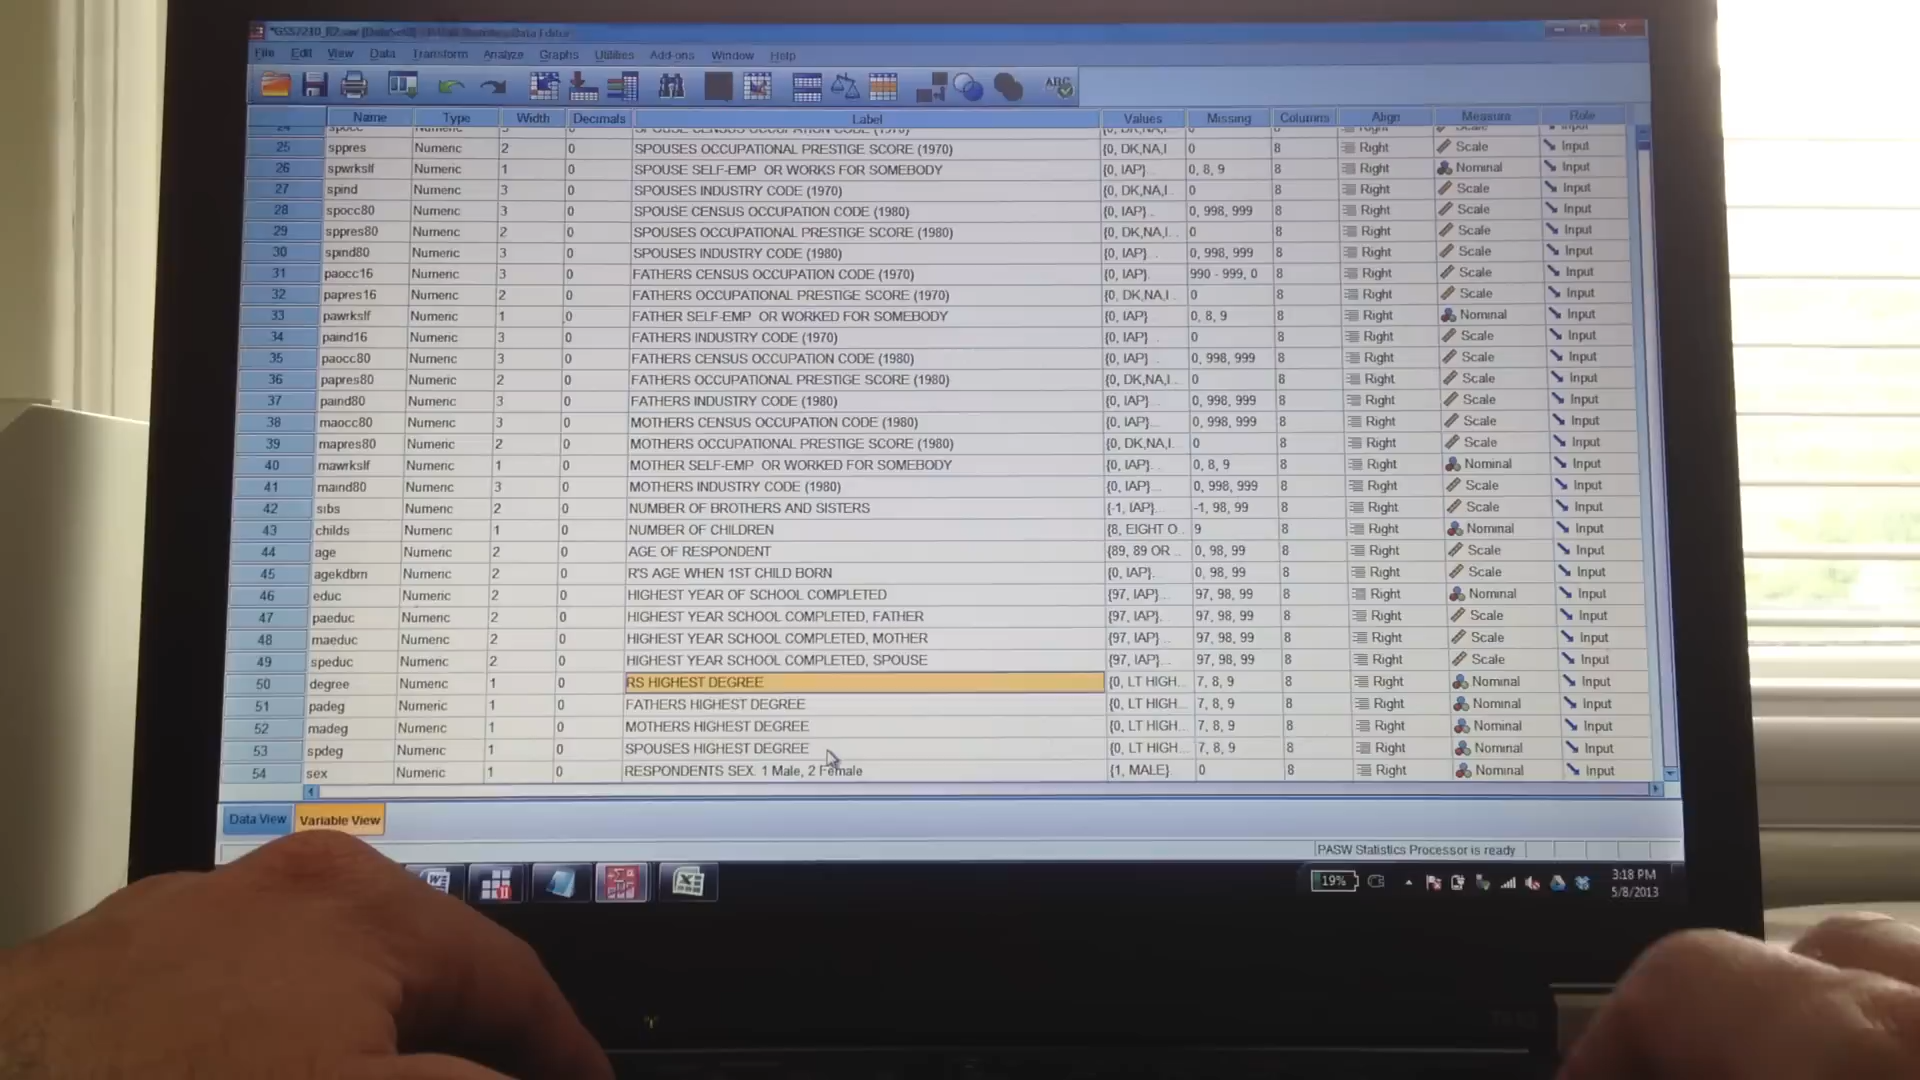 *GSS7210_R2.sav [DataSet3] - Data Editor
File Edit View Data Transform Analyze Graphs Utilities Add-ons Window Help
ABC
Name Type Width Decimals Label Values Missing Columns Align Measure Role
24 spocc Numeric 3 0 SPOUSE CENSUS OCCUPATION CODE (1970) {0, DK,NA,I 0 8 Right Scale Input
25 sppres Numeric 2 0 SPOUSES OCCUPATIONAL PRESTIGE SCORE (1970) {0, DK,NA,I 0 8 Right Scale Input
26 spwrkslf Numeric 1 0 SPOUSE SELF-EMP OR WORKS FOR SOMEBODY {0, IAP}... 0, 8, 9 8 Right Nominal Input
27 spind Numeric 3 0 SPOUSES INDUSTRY CODE (1970) {0, DK,NA,I... 0 8 Right Scale Input
28 spocc80 Numeric 3 0 SPOUSE CENSUS OCCUPATION CODE (1980) {0, IAP}... 0, 998, 999 8 Right Scale Input
29 sppres80 Numeric 2 0 SPOUSES OCCUPATIONAL PRESTIGE SCORE (1980) {0, DK,NA,I... 0 8 Right Scale Input
30 spind80 Numeric 3 0 SPOUSES INDUSTRY CODE (1980) {0, IAP}... 0, 998, 999 8 Right Scale Input
31 paocc16 Numeric 3 0 FATHERS CENSUS OCCUPATION CODE (1970) {0, IAP}... 990 - 999, 0 8 Right Scale Input
32 papres16 Numeric 2 0 FATHERS OCCUPATIONAL PRESTIGE SCORE (1970) {0, DK,NA,I... 0 8 Right Scale Input
33 pawrkslf Numeric 1 0 FATHER SELF-EMP OR WORKED FOR SOMEBODY {0, IAP}... 0, 8, 9 8 Right Nominal Input
34 paind16 Numeric 3 0 FATHERS INDUSTRY CODE (1970) {0, IAP}... 0 8 Right Scale Input
35 paocc80 Numeric 3 0 FATHERS CENSUS OCCUPATION CODE (1980) {0, IAP}... 0, 998, 999 8 Right Scale Input
36 papres80 Numeric 2 0 FATHERS OCCUPATIONAL PRESTIGE SCORE (1980) {0, DK,NA,I... 0 8 Right Scale Input
37 paind80 Numeric 3 0 FATHERS INDUSTRY CODE (1980) {0, IAP}... 0, 998, 999 8 Right Scale Input
38 maocc80 Numeric 3 0 MOTHERS CENSUS OCCUPATION CODE (1980) {0, IAP}... 0, 998, 999 8 Right Scale Input
39 mapres80 Numeric 2 0 MOTHERS OCCUPATIONAL PRESTIGE SCORE (1980) {0, DK,NA,I... 0 8 Right Scale Input
40 mawrkslf Numeric 1 0 MOTHER SELF-EMP OR WORKED FOR SOMEBODY {0, IAP}... 0, 8, 9 8 Right Nominal Input
41 maind80 Numeric 3 0 MOTHERS INDUSTRY CODE (1980) {0, IAP}... 0, 998, 999 8 Right Scale Input
42 sibs Numeric 2 0 NUMBER OF BROTHERS AND SISTERS {-1, IAP}... -1, 98, 99 8 Right Scale Input
43 childs Numeric 1 0 NUMBER OF CHILDREN {8, EIGHT O... 9 8 Right Nominal Input
44 age Numeric 2 0 AGE OF RESPONDENT {89, 89 OR ... 0, 98, 99 8 Right Scale Input
45 agekdbrn Numeric 2 0 R'S AGE WHEN 1ST CHILD BORN {0, IAP}... 0, 98, 99 8 Right Scale Input
46 educ Numeric 2 0 HIGHEST YEAR OF SCHOOL COMPLETED {97, IAP}... 97, 98, 99 8 Right Nominal Input
47 paeduc Numeric 2 0 HIGHEST YEAR SCHOOL COMPLETED, FATHER {97, IAP}... 97, 98, 99 8 Right Scale Input
48 maeduc Numeric 2 0 HIGHEST YEAR SCHOOL COMPLETED, MOTHER {97, IAP}... 97, 98, 99 8 Right Scale Input
49 speduc Numeric 2 0 HIGHEST YEAR SCHOOL COMPLETED, SPOUSE {97, IAP}... 97, 98, 99 8 Right Scale Input
50 degree Numeric 1 0 RS HIGHEST DEGREE {0, LT HIGH... 7, 8, 9 8 Right Nominal Input
51 padeg Numeric 1 0 FATHERS HIGHEST DEGREE {0, LT HIGH... 7, 8, 9 8 Right Nominal Input
52 madeg Numeric 1 0 MOTHERS HIGHEST DEGREE {0, LT HIGH... 7, 8, 9 8 Right Nominal Input
53 spdeg Numeric 1 0 SPOUSES HIGHEST DEGREE {0, LT HIGH... 7, 8, 9 8 Right Nominal Input
54 sex Numeric 1 0 RESPONDENTS SEX. 1 Male, 2 Female {1, MALE}... 0 8 Right Nominal Input
Data View Variable View
PASW Statistics Processor is ready
19%
3:18 PM
5/8/2013